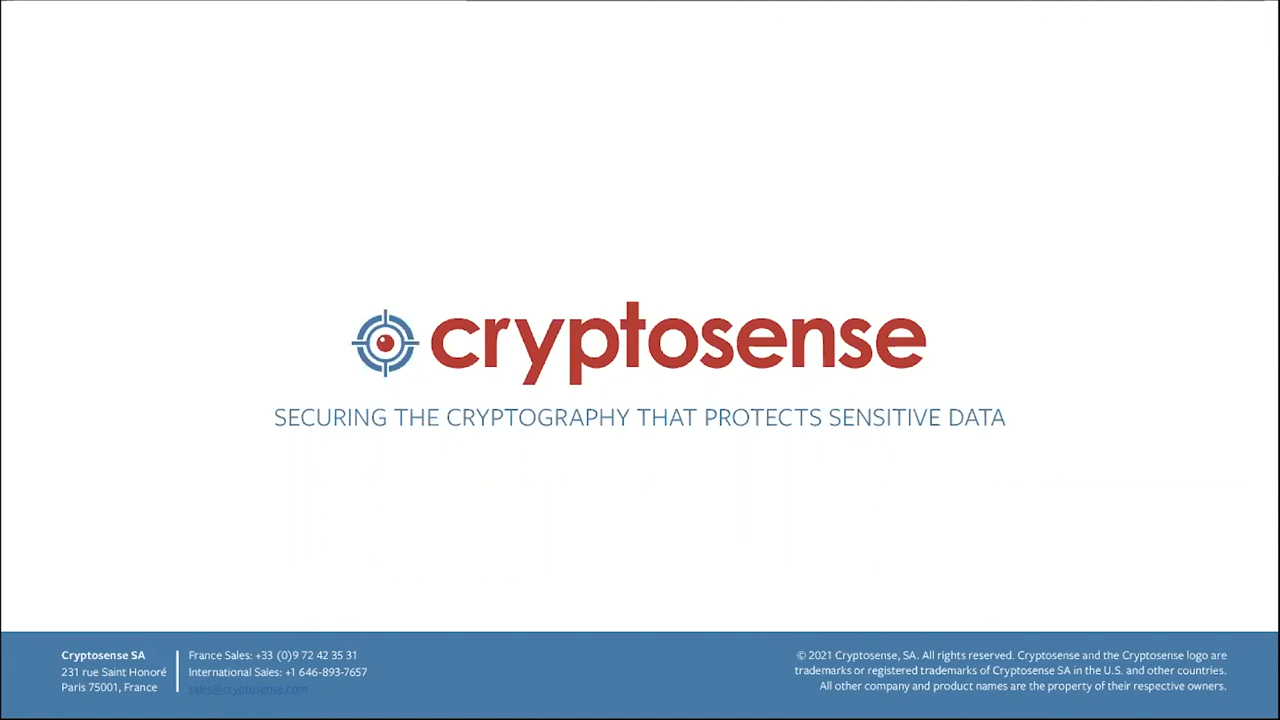 cryptosense
SECURING THE CRYPTOGRAPHY THAT PROTECTS SENSITIVE DATA
Cryptosense SA
231 rue Saint Honoré
Paris 75001, France
France Sales: +33 (0)9 72 42 35 31
International Sales: +1 646-893-7657
sales@cryptosense.com
© 2021 Cryptosense, SA. All rights reserved. Cryptosense and the Cryptosense logo are
trademarks or registered trademarks of Cryptosense SA in the U.S. and other countries.
All other company and product names are the property of their respective owners.